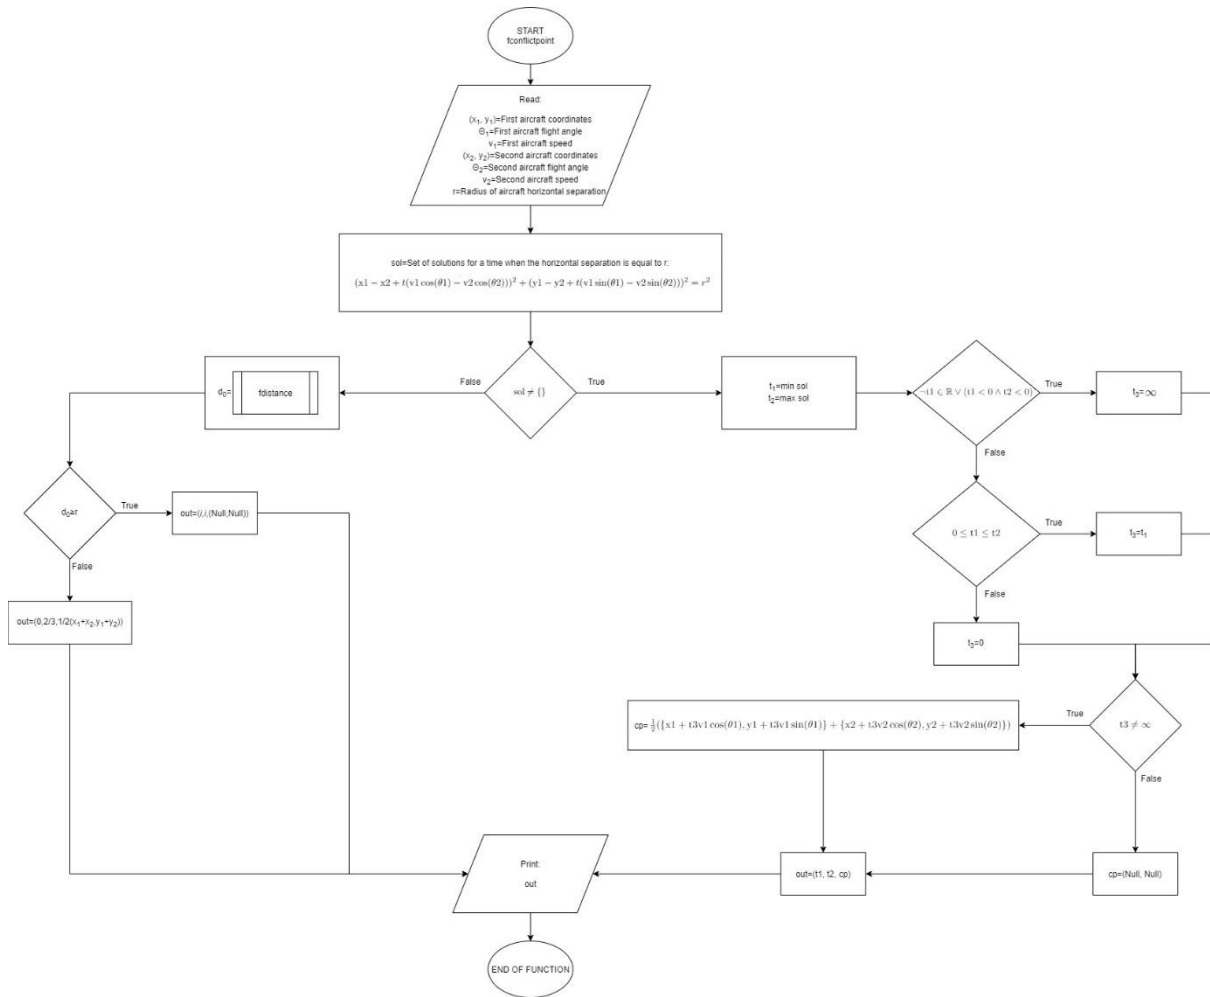 START
fconflictpoint
Read:
(x₁, y₁)=First aircraft coordinates
Θ₁=First aircraft flight angle
v₁=First aircraft speed
(x₂, y₂)=Second aircraft coordinates
Θ₂=Second aircraft flight angle
v₂=Second aircraft speed
r=Radius of aircraft horizontal separation
sol=Set of solutions for a time when the horizontal separation is equal to r:
(x1 − x2 + t(v1 cos(θ1) − v2 cos(θ2)))² + (y1 − y2 + t(v1 sin(θ1) − v2 sin(θ2)))² = r²
d₀=
fdistance
False
sol ≠ {}
True
t₁=min sol
t₂=max sol
¬t1 ∈ ℝ ∨ (t1 < 0 ∧ t2 < 0)
True
t₃=∞
False
d₀≥r
True
out=(i,i,(Null,Null))
False
0 ≤ t1 ≤ t2
True
t₃=t₁
False
out=(0,2/3,1/2(x₁+x₂,y₁+y₂))
t₃=0
cp= ½({x1 + t3v1 cos(θ1), y1 + t3v1 sin(θ1)} + {x2 + t3v2 cos(θ2), y2 + t3v2 sin(θ2)})
True
t3 ≠ ∞
False
Print:
out
out=(t1, t2, cp)
cp=(Null, Null)
END OF FUNCTION